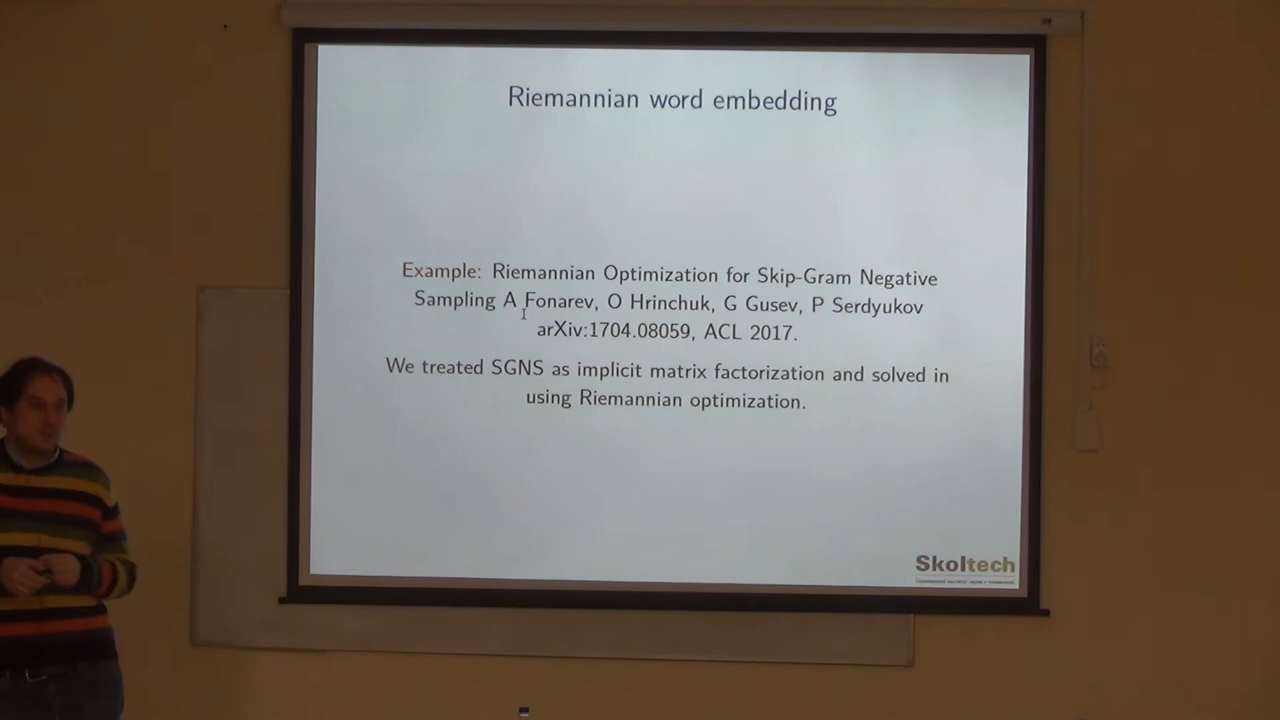 Riemannian word embedding
Example: Riemannian Optimization for Skip-Gram Negative
Sampling A Fonarev, O Hrinchuk, G Gusev, P Serdyukov
arXiv:1704.08059, ACL 2017.
We treated SGNS as implicit matrix factorization and solved in
using Riemannian optimization.
Skoltech